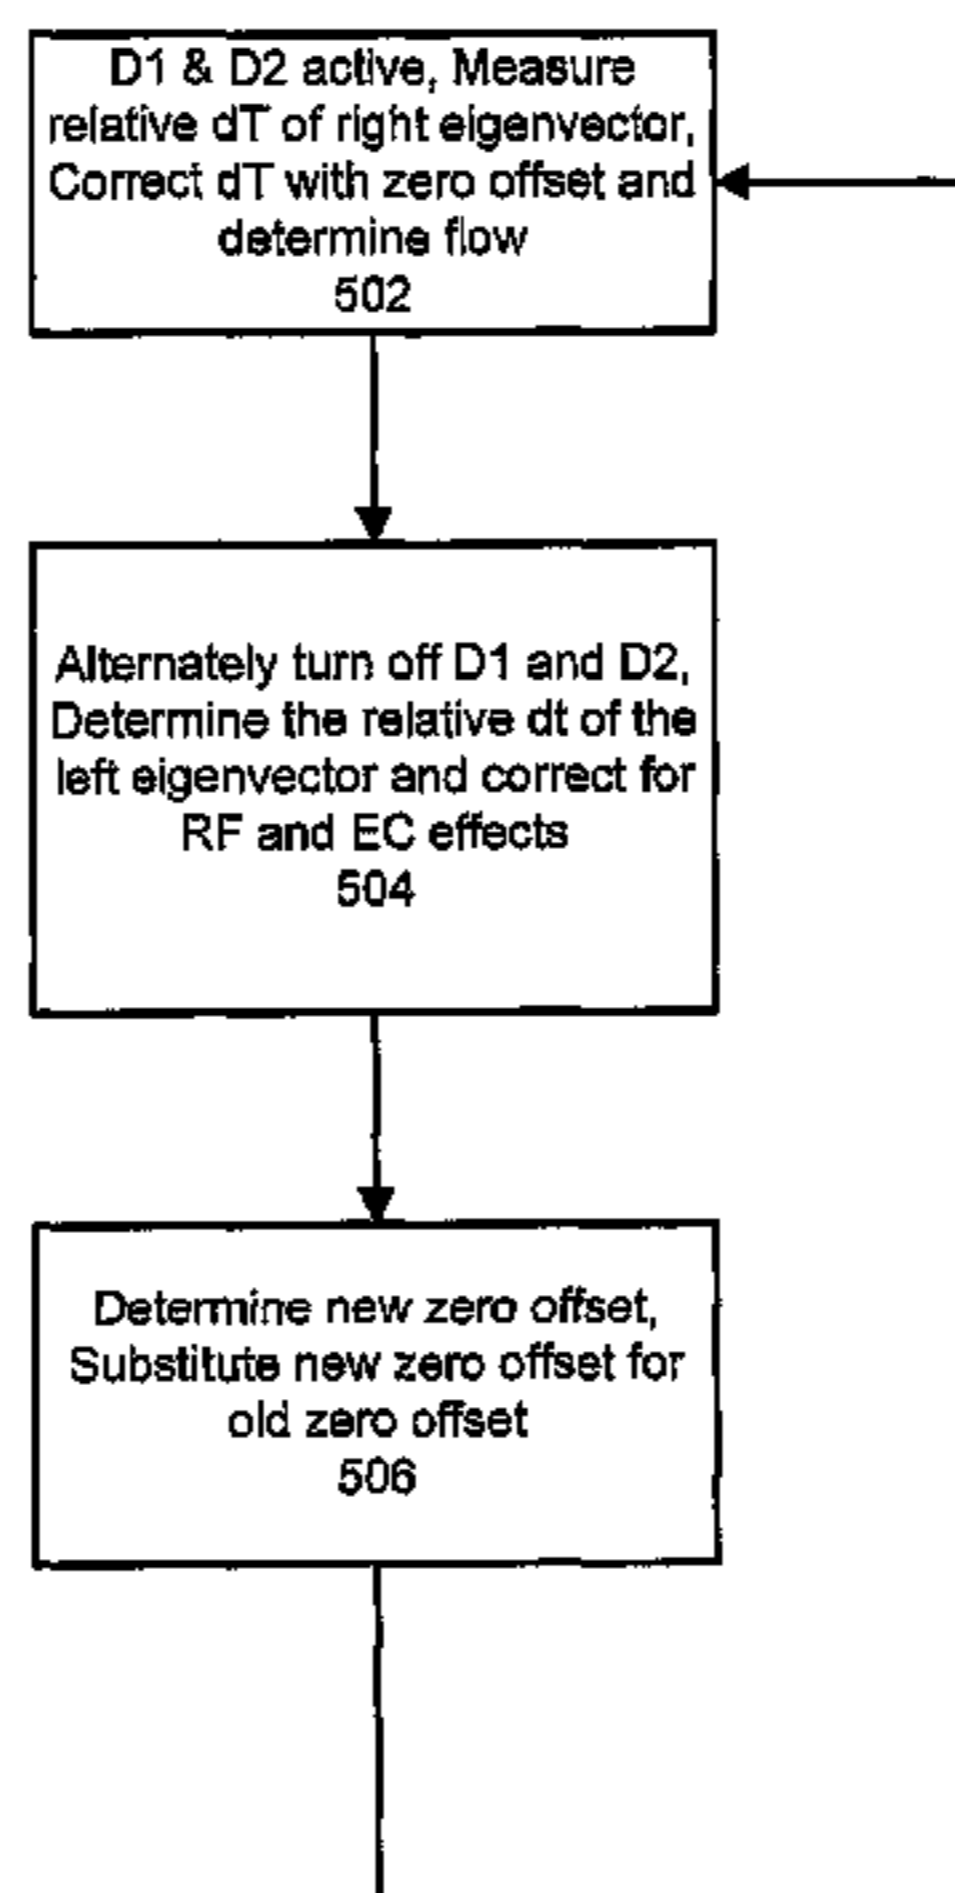 D1 & D2 active, Measure
relative dT of right eigenvector,
Correct dT with zero offset and
determine flow
502
Alternately turn off D1 and D2,
Determine the relative dt of the
left eigenvector and correct for
RF and EC effects
504
Determine new zero offset,
Substitute new zero offset for
old zero offset
506